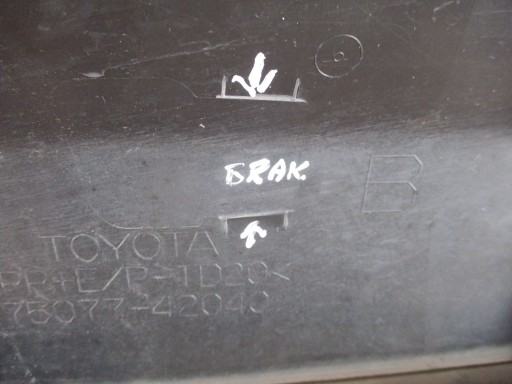 BRAK
B
TOYOTA
PP+E/P-TD20<
75077-42040